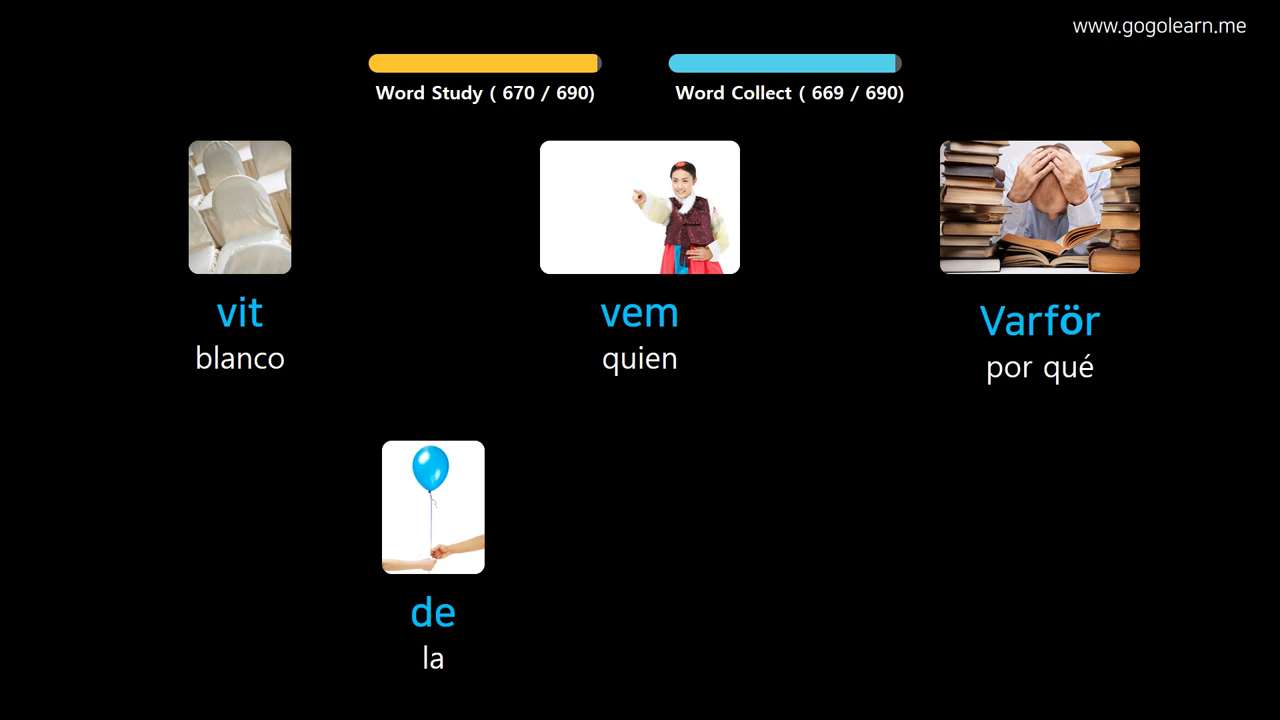 www.gogolearn.me
Word Study ( 670 / 690)
Word Collect ( 669 / 690)
vit
blanco
vem
quien
Varför
por qué
de
la